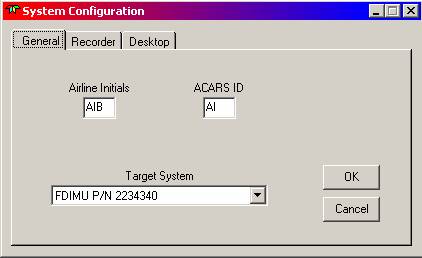 System Configuration
General Recorder Desktop
Airline Initials ACARS ID
AIB AI
Target System
FDIMU P/N 2234340
OK
Cancel